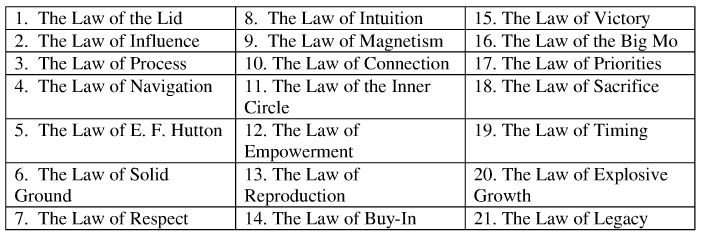 1. The Law of the Lid
2. The Law of Influence
3. The Law of Process
4. The Law of Navigation
5. The Law of E. F. Hutton
6. The Law of Solid
Ground
7. The Law of Respect
8. The Law of Intuition
9. The Law of Magnetism
10. The Law of Connection
11. The Law of the Inner
Circle
12. The Law of
Empowerment
13. The Law of
Reproduction
14. The Law of Buy-In
15. The Law of Victory
16. The Law of the Big Mo
17. The Law of Priorities
18. The Law of Sacrifice
19. The Law of Timing
20. The Law of Explosive
Growth
21. The Law of Legacy